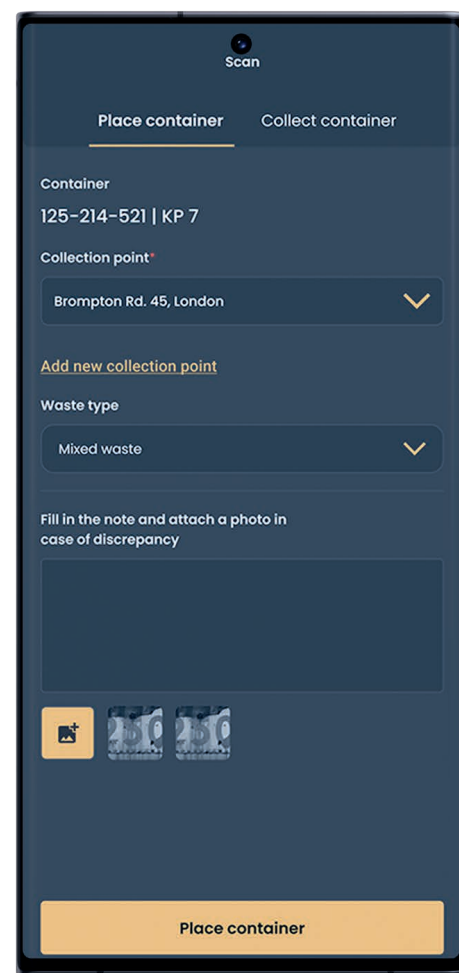 Scan
Place container
Collect container
Container
125-214-521 | KP 7
Collection point*
Brompton Rd. 45, London
Add new collection point
Waste type
Mixed waste
Fill in the note and attach a photo in
case of discrepancy
Place container